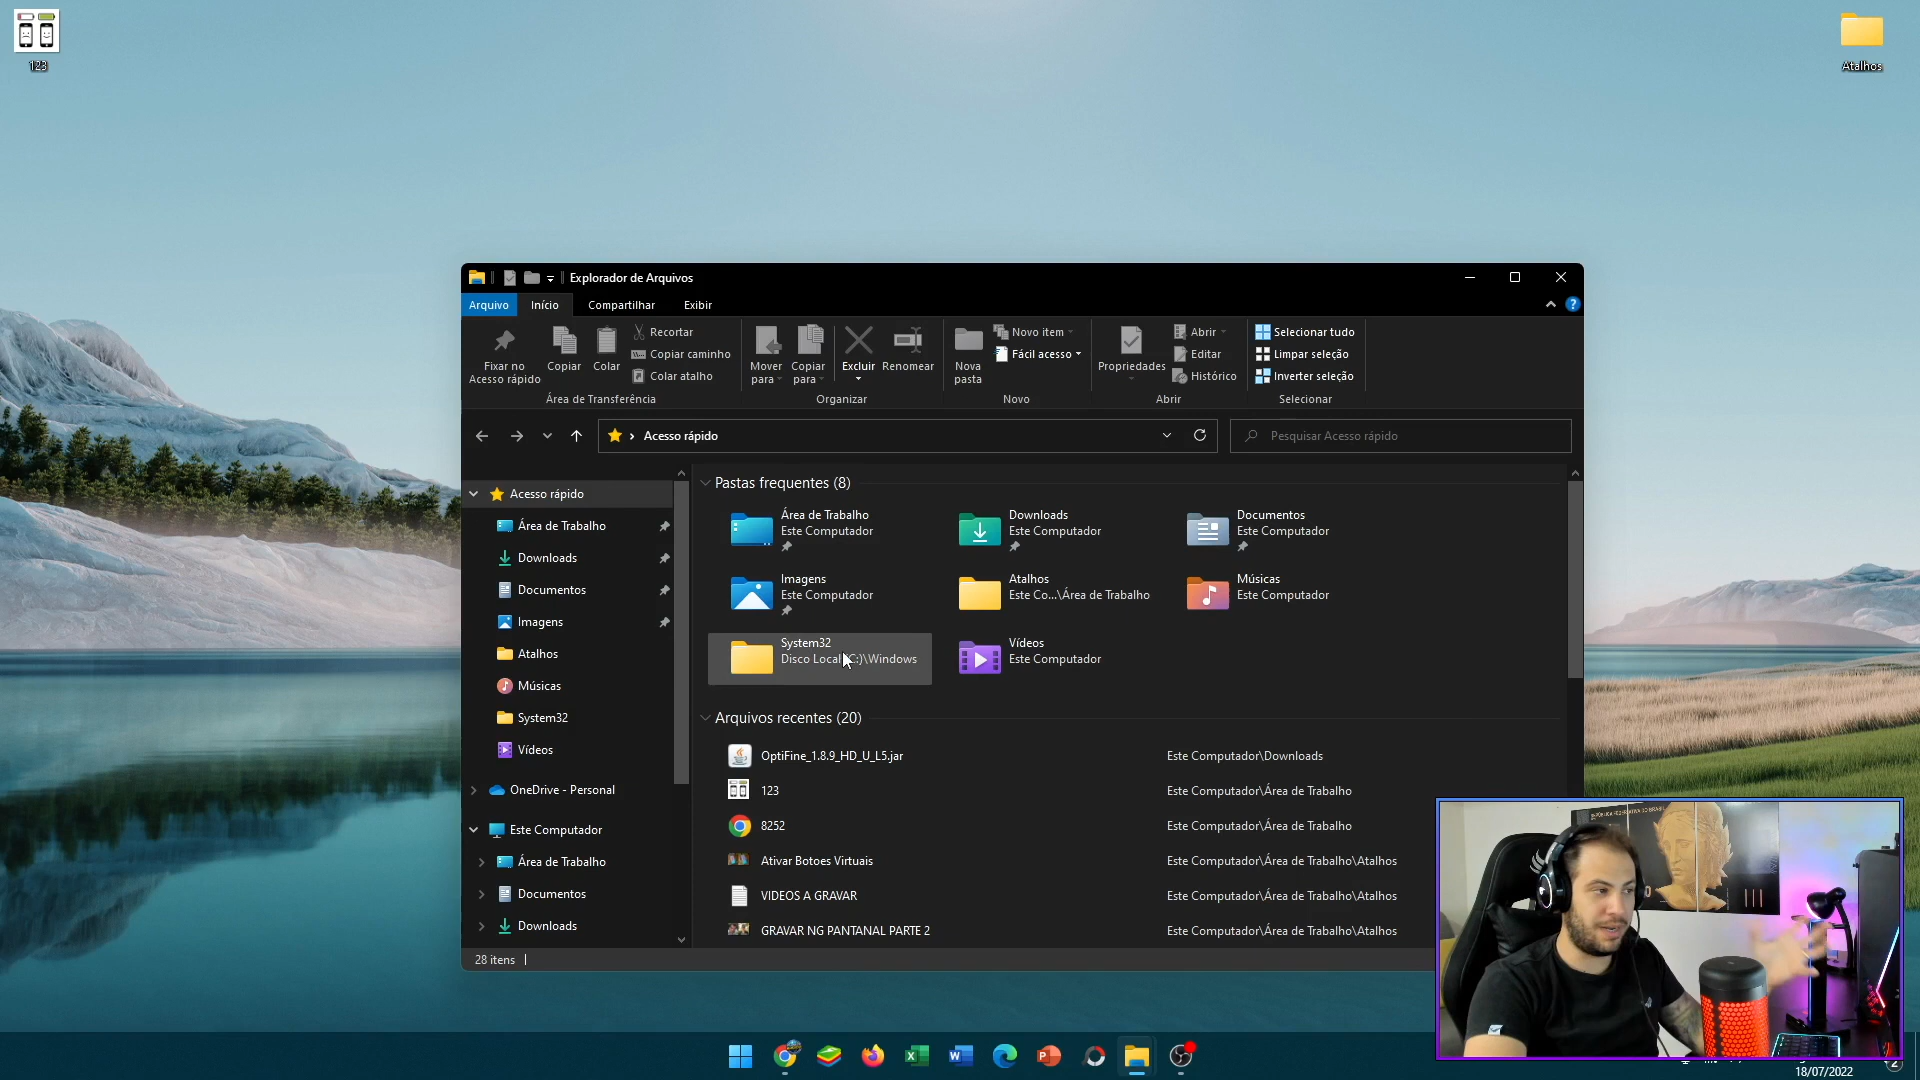 123
Atalhos
Explorador de Arquivos
Arquivo
Início
Compartilhar
Exibir
Fixar no
Acesso rápido
Copiar
Colar
Recortar
Copiar caminho
Colar atalho
Área de Transferência
Mover
para
Copiar
para
Excluir
Renomear
Organizar
Nova
pasta
Novo item
Fácil acesso
Novo
Propriedades
Abrir
Editar
Histórico
Abrir
Selecionar tudo
Limpar seleção
Inverter seleção
Selecionar
Acesso rápido
Pesquisar Acesso rápido
Acesso rápido
Área de Trabalho
Downloads
Documentos
Imagens
Atalhos
Músicas
System32
Vídeos
OneDrive - Personal
Este Computador
Área de Trabalho
Documentos
Downloads
Pastas frequentes (8)
Área de Trabalho
Este Computador
Downloads
Este Computador
Documentos
Este Computador
Imagens
Este Computador
Atalhos
Este Co...\Área de Trabalho
Músicas
Este Computador
System32
Disco Local (C:)\Windows
Vídeos
Este Computador
Arquivos recentes (20)
OptiFine_1.8.9_HD_U_L5.jar Este Computador\Downloads
123 Este Computador\Área de Trabalho
8252 Este Computador\Área de Trabalho
Ativar Botoes Virtuais Este Computador\Área de Trabalho\Atalhos
VIDEOS A GRAVAR Este Computador\Área de Trabalho\Atalhos
GRAVAR NG PANTANAL PARTE 2 Este Computador\Área de Trabalho\Atalhos
28 itens
18/07/2022
2